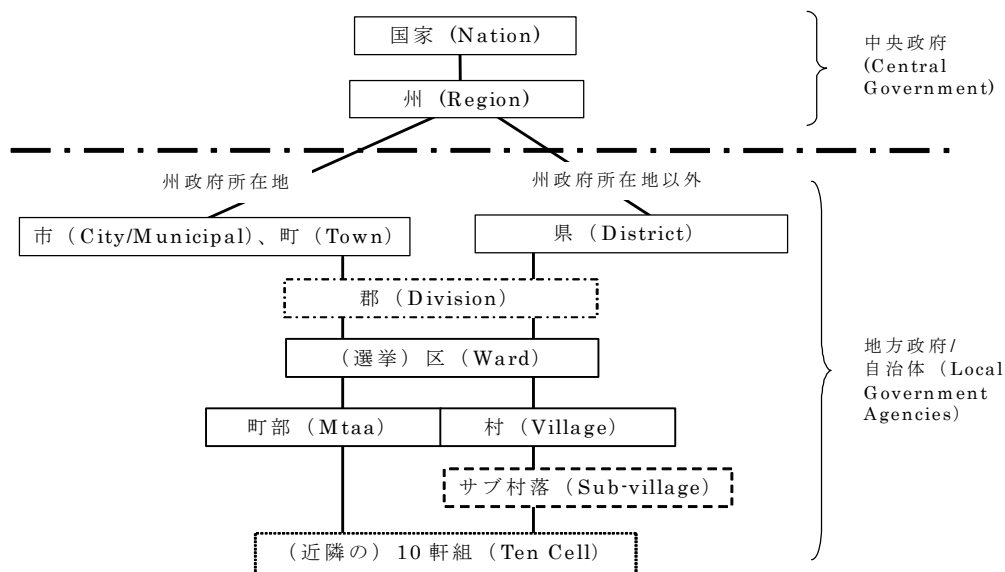 国家 (Nation)
中央政府
(Central
Government)
州 (Region)
州政府所在地
州政府所在地以外
市（City/Municipal)、町（Town）
県（District）
郡（Division）
（選挙）区（Ward）
地方政府/
自治体（Local
Government
Agencies）
町部（Mtaa）
村（Village）
サブ村落（Sub-village）
（近隣の）10軒組（Ten Cell）